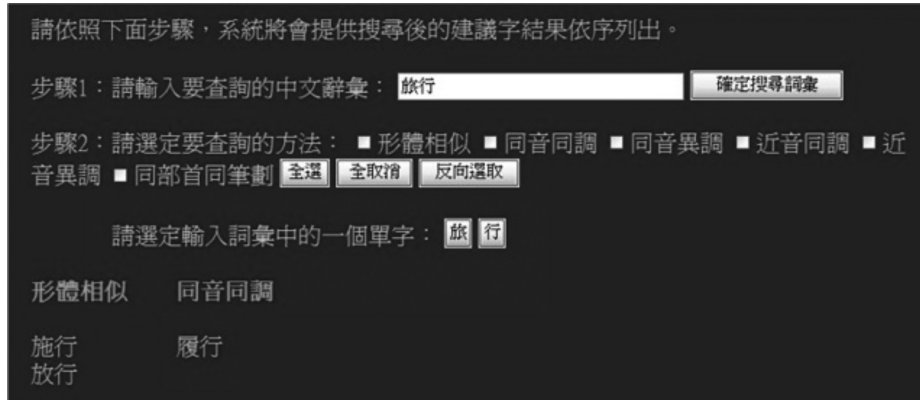 請依照下面步驟，系統將會提供搜尋後的建議字結果依序列出。
步驟1：請輸入要查詢的中文辭彙： 旅行 確定搜尋詞彙
步驟2：請選定要查詢的方法： 形體相似 同音同調 同音異調 近音同調 近
音異調 同部首同筆劃 全選 全取消 反向選取
請選定輸入詞彙中的一個單字： 旅 行
形體相似 同音同調
施行 履行
放行